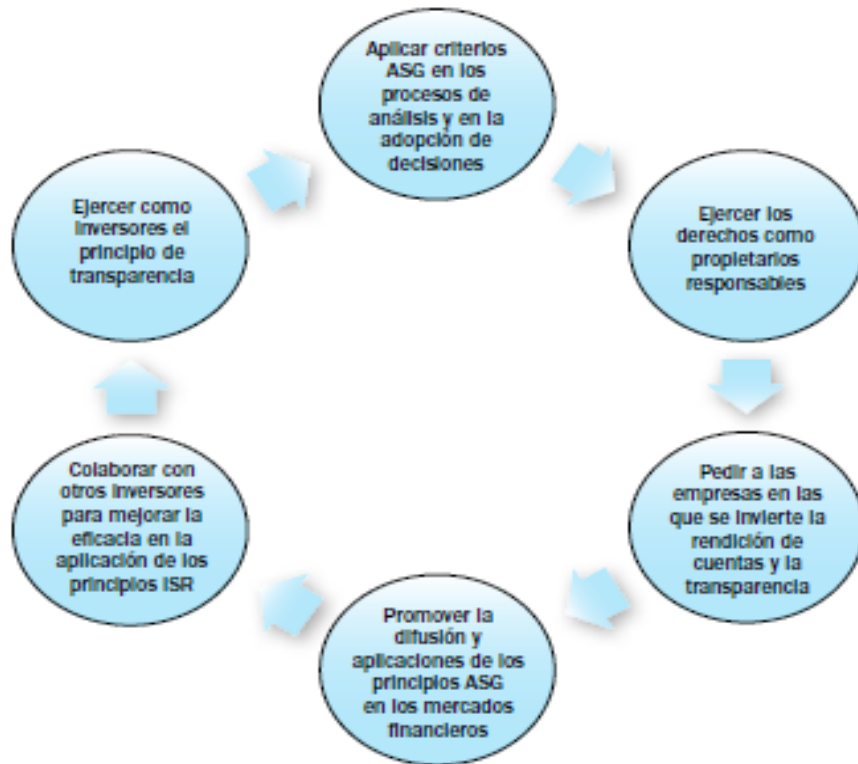 Aplicar criterios
ASG en los
procesos de
análisis y en la
adopción de
decisiones
Ejercer los
derechos como
propietarios
responsables
Pedir a las
empresas en las
que se invierte la
rendición de
cuentas y la
transparencia
Promover la
difusión y
aplicaciones de los
principios ASG
en los mercados
financieros
Colaborar con
otros inversores
para mejorar la
eficacia en la
aplicación de los
principios ISR
Ejercer como
inversores el
principio de
transparencia